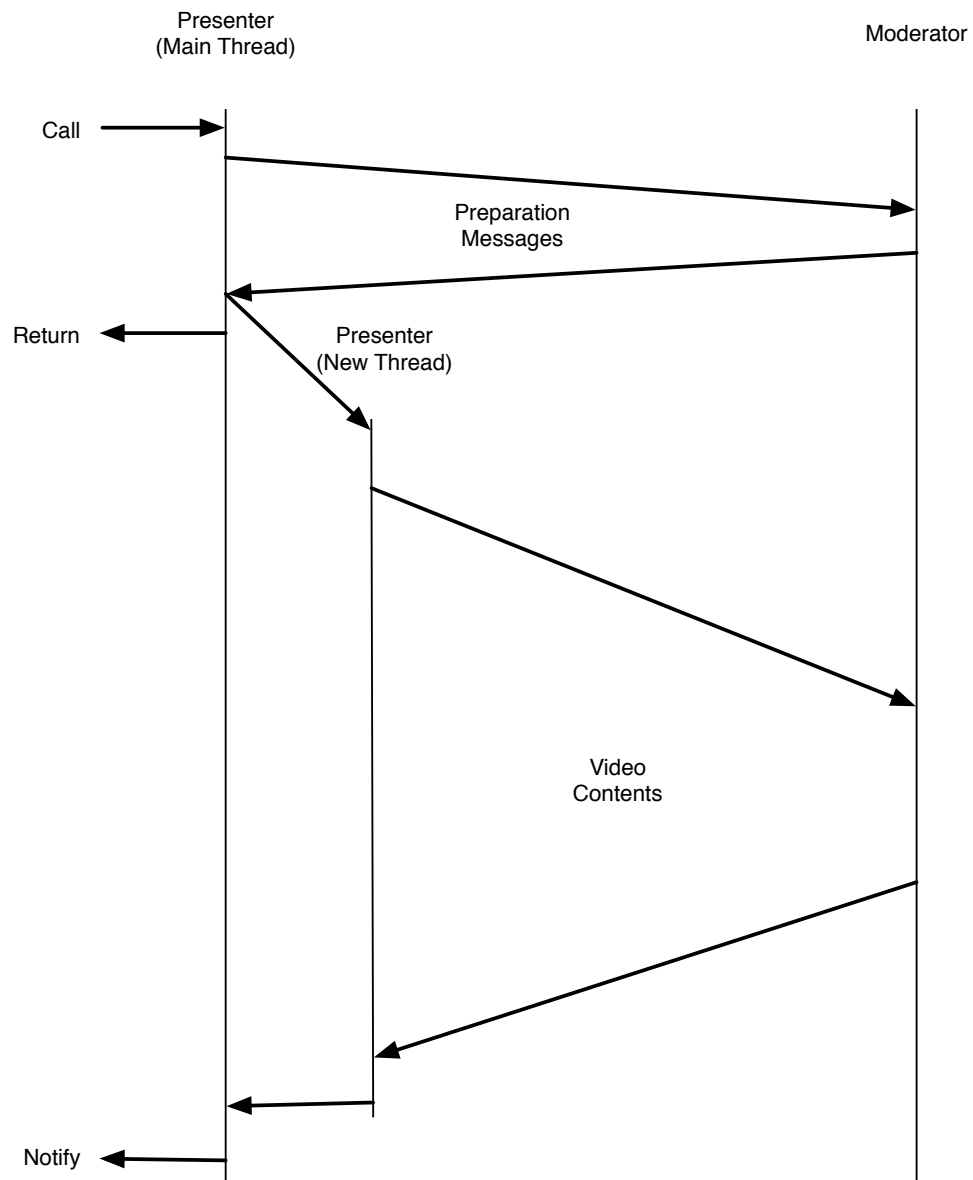 Presenter
(Main Thread)
Moderator
Call
Preparation
Messages
Return
Presenter
(New Thread)
Video
Contents
Notify